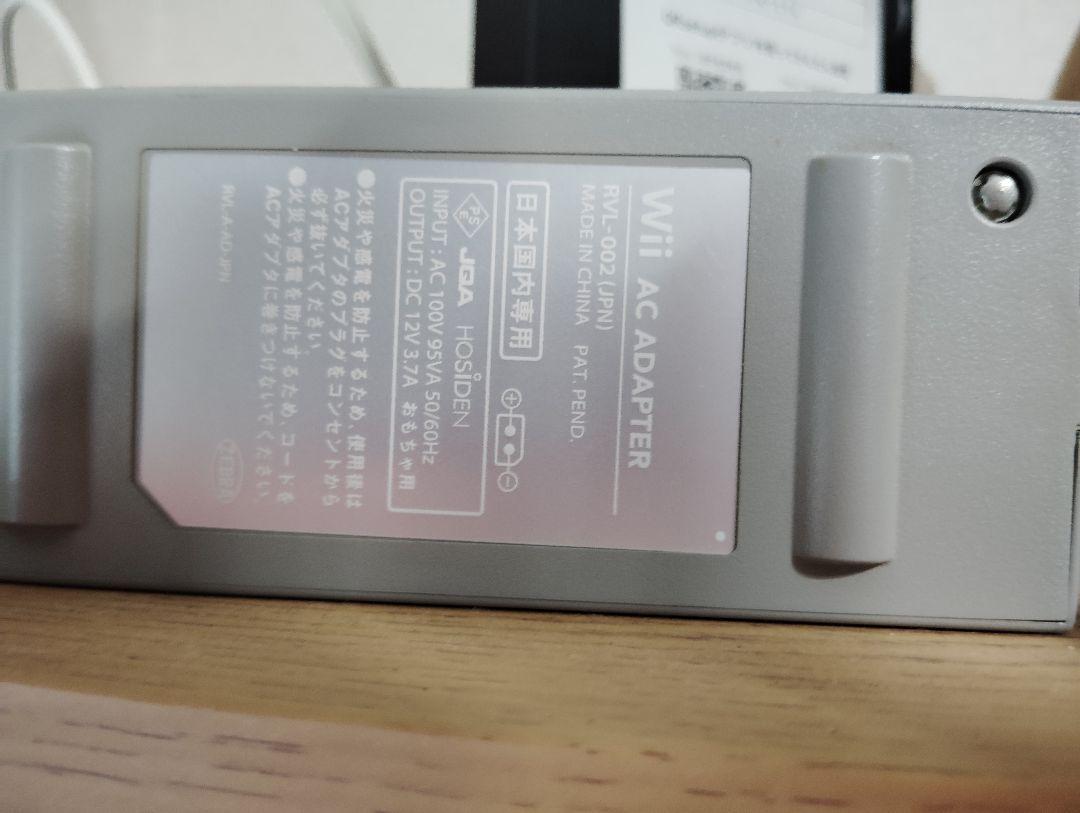 Wii AC ADAPTER
RVL-002 (JPN)
MADE IN CHINA PAT. PEND.
日本国内専用
PS E JQA HOSIDEN
INPUT : AC 100V 95VA 50/60Hz
OUTPUT : DC 12V 3.7A おもちゃ用
●火災や感電を防止するため、使用後は
ACアダプタのプラグをコンセントから
必ず抜いてください。
●火災や感電を防止するため、コードを
ACアダプタに巻きつけないでください。
RVL-A-AD-JPN
ZEBRA